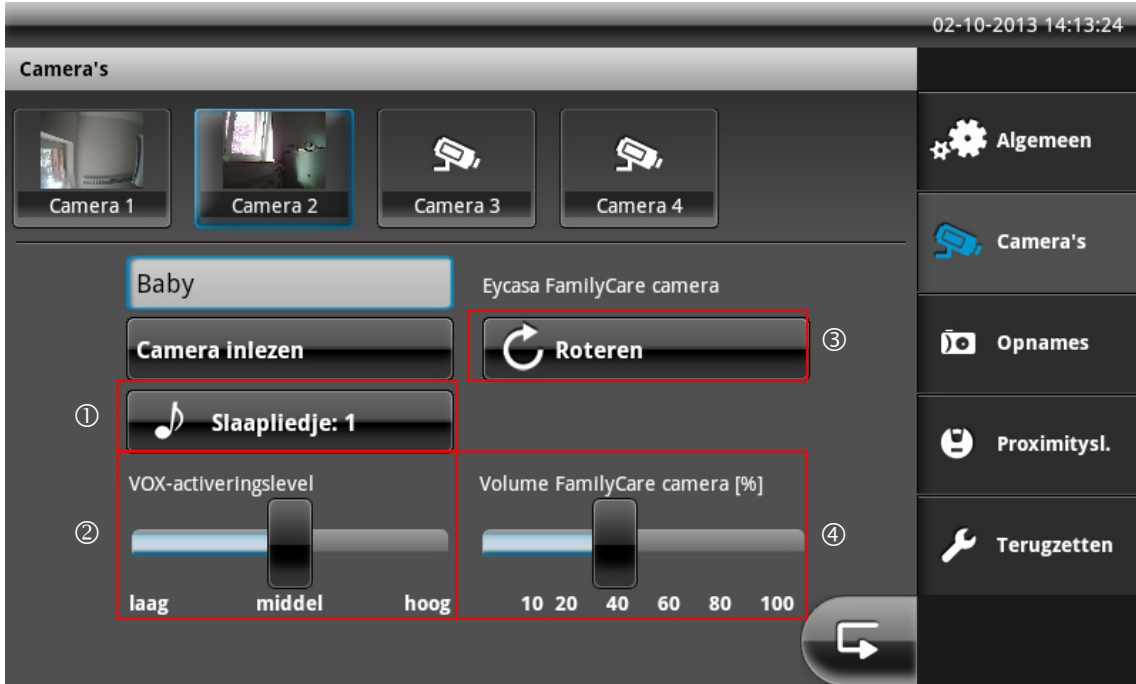 02-10-2013 14:13:24
Camera's
Camera 1
Camera 2
Camera 3
Camera 4
Baby
Eycasa FamilyCare camera
Camera inlezen
Roteren
③
①
Slaapliedje: 1
VOX-activeringslevel
Volume FamilyCare camera [%]
②
④
laag middel hoog
10 20 40 60 80 100
Algemeen
Camera's
Opnames
Proximitysl.
Terugzetten